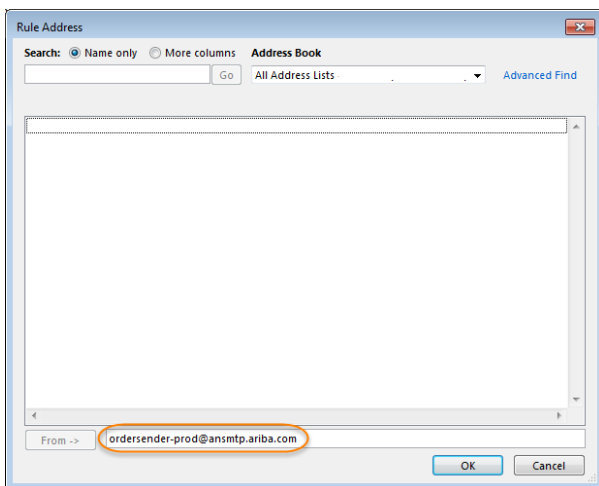 Rule Address
Search: Name only More columns Address Book
Go All Address Lists Advanced Find
From -> ordersender-prod@ansmtp.ariba.com
OK Cancel